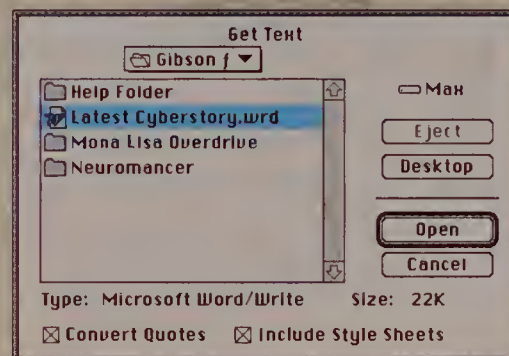 Get Text
Gibson ƒ
Help Folder
Latest Cyberstory.wrd
Mona Lisa Overdrive
Neuromancer
Max
Eject
Desktop
Open
Cancel
Type: Microsoft Word/Write Size: 22K
Convert Quotes Include Style Sheets